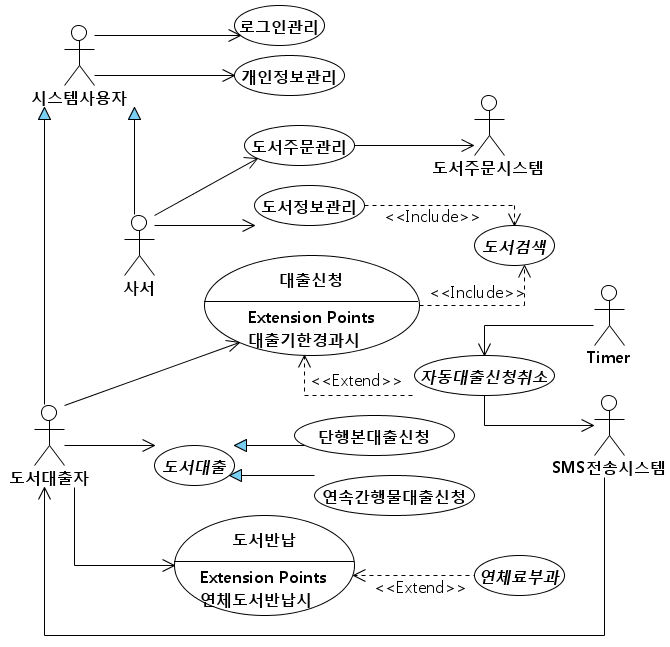 로그인관리
개인정보관리
시스템사용자
도서주문관리
도서주문시스템
도서정보관리
<<Include>>
도서검색
사서
대출신청
<<Include>>
Extension Points
대출기한경과시
Timer
<<Extend>>
자동대출신청취소
단행본대출신청
도서대출
도서대출자
SMS전송시스템
연속간행물대출신청
도서반납
Extension Points
연체도서반납시
<<Extend>>
연체료부과